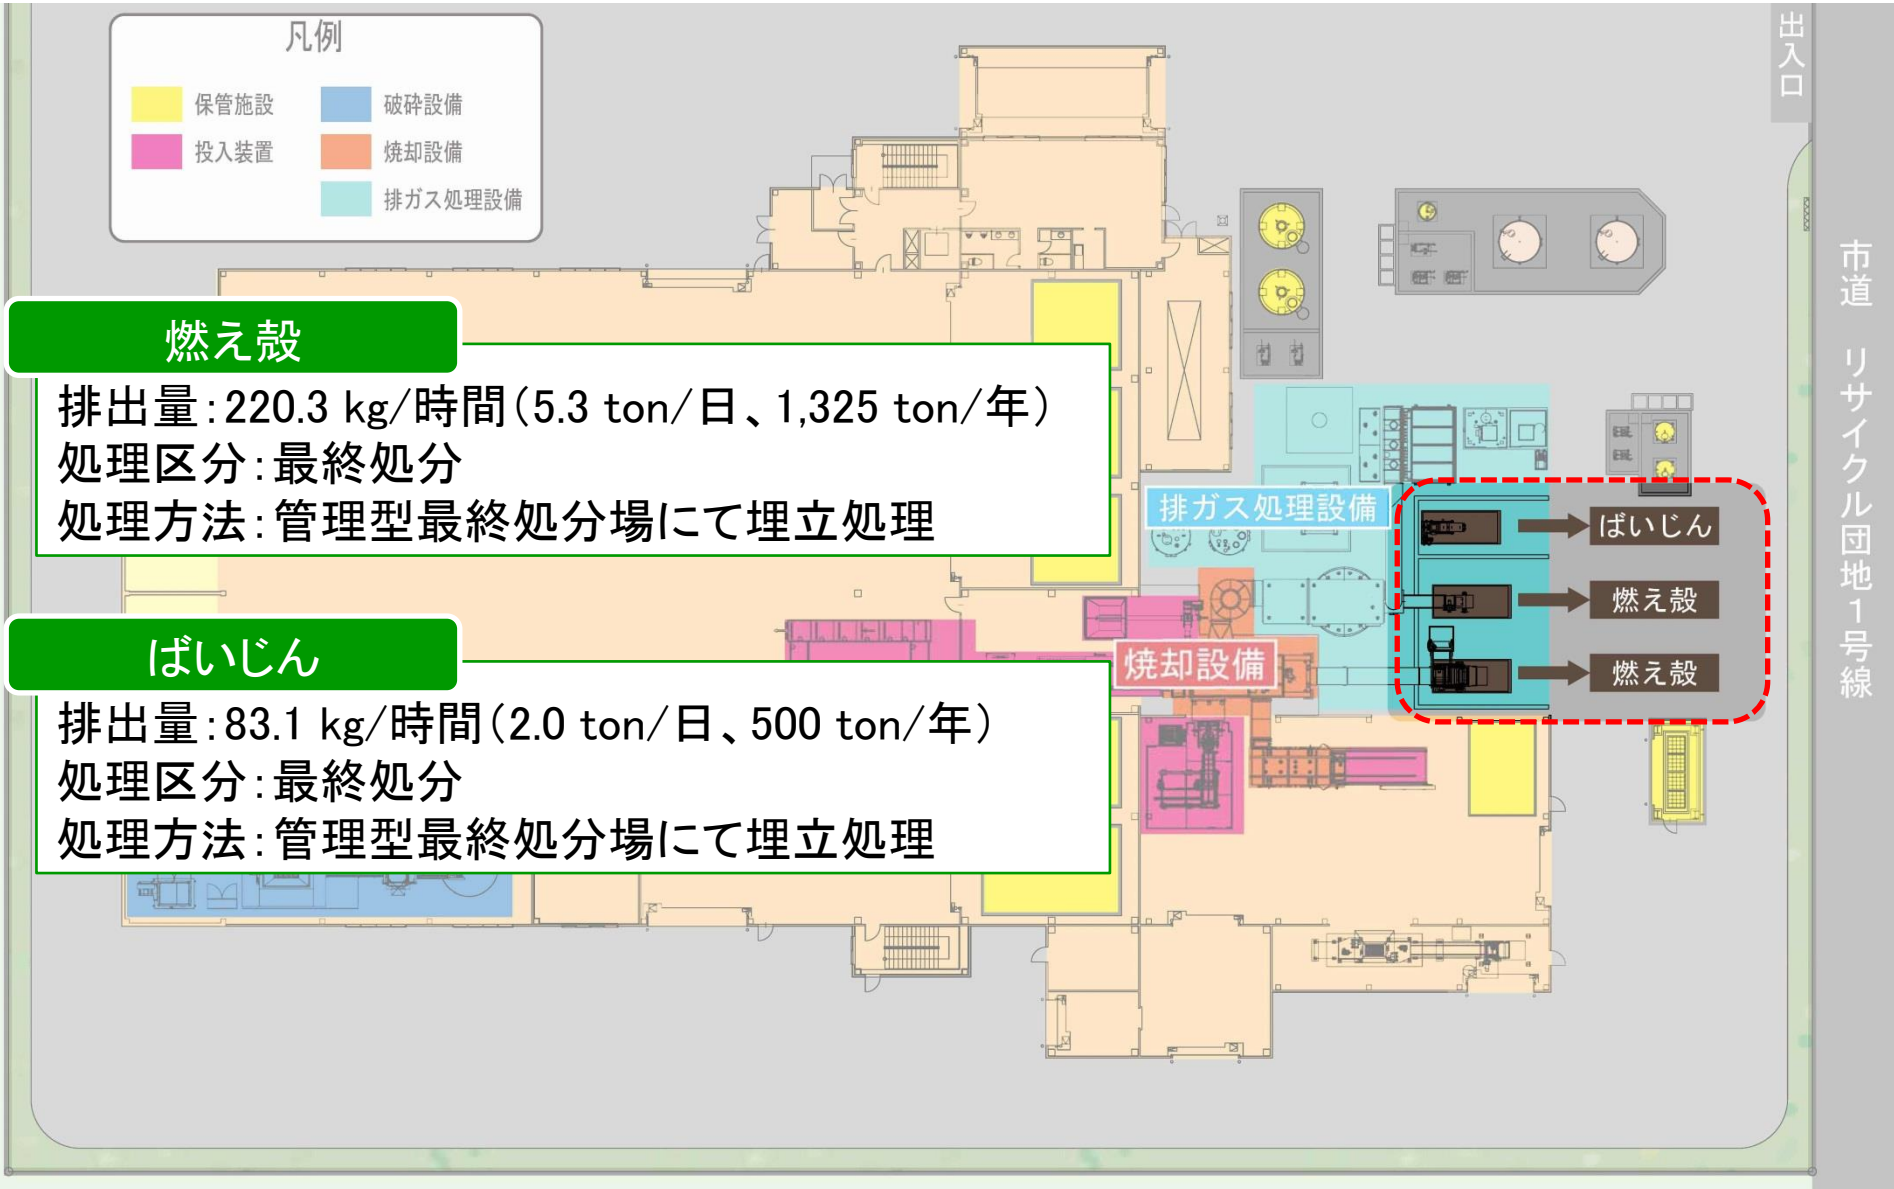 凡例
保管施設
破砕設備
投入装置
焼却設備
排ガス処理設備
出入口
市道 リサイクル団地1号線
燃え殻
排出量:220.3 kg/時間(5.3 ton/日、1,325 ton/年)
処理区分:最終処分
処理方法:管理型最終処分場にて埋立処理
排ガス処理設備
ばいじん
燃え殻
燃え殻
焼却設備
ばいじん
排出量:83.1 kg/時間(2.0 ton/日、500 ton/年)
処理区分:最終処分
処理方法:管理型最終処分場にて埋立処理